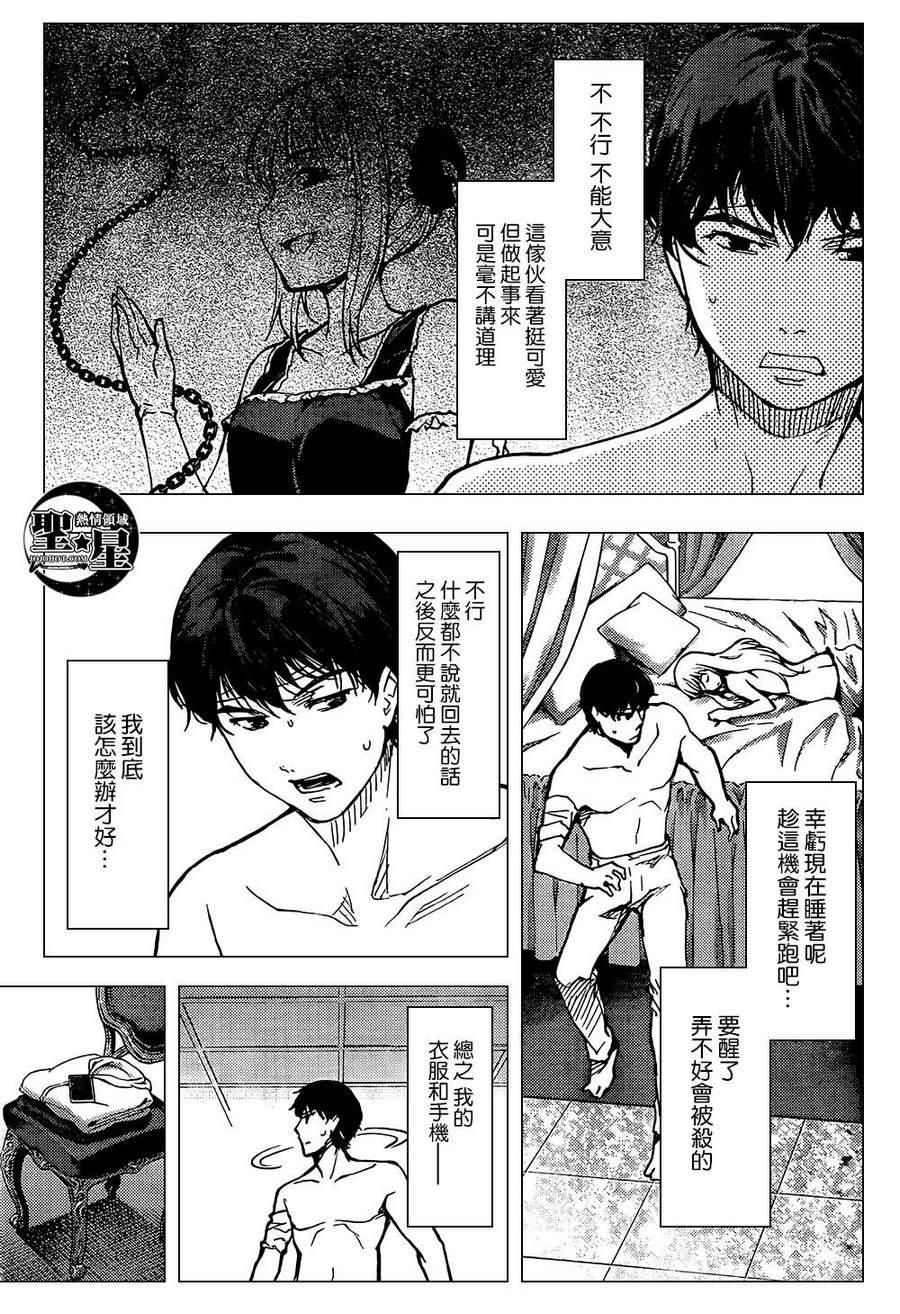 不 不行 不能大意
這傢伙看著挺可愛
但做起事來
可是毫不講道理
幸虧現在睡著呢
趁這機會趕緊跑吧…
要醒了
弄不好會被殺的
不行
什麼都不說就回去的話
之後反而更可怕了
我到底
該怎麼辦才好…
熱情領域
聖★星
JOJOHOT.COM
總之 我的
衣服和手機——